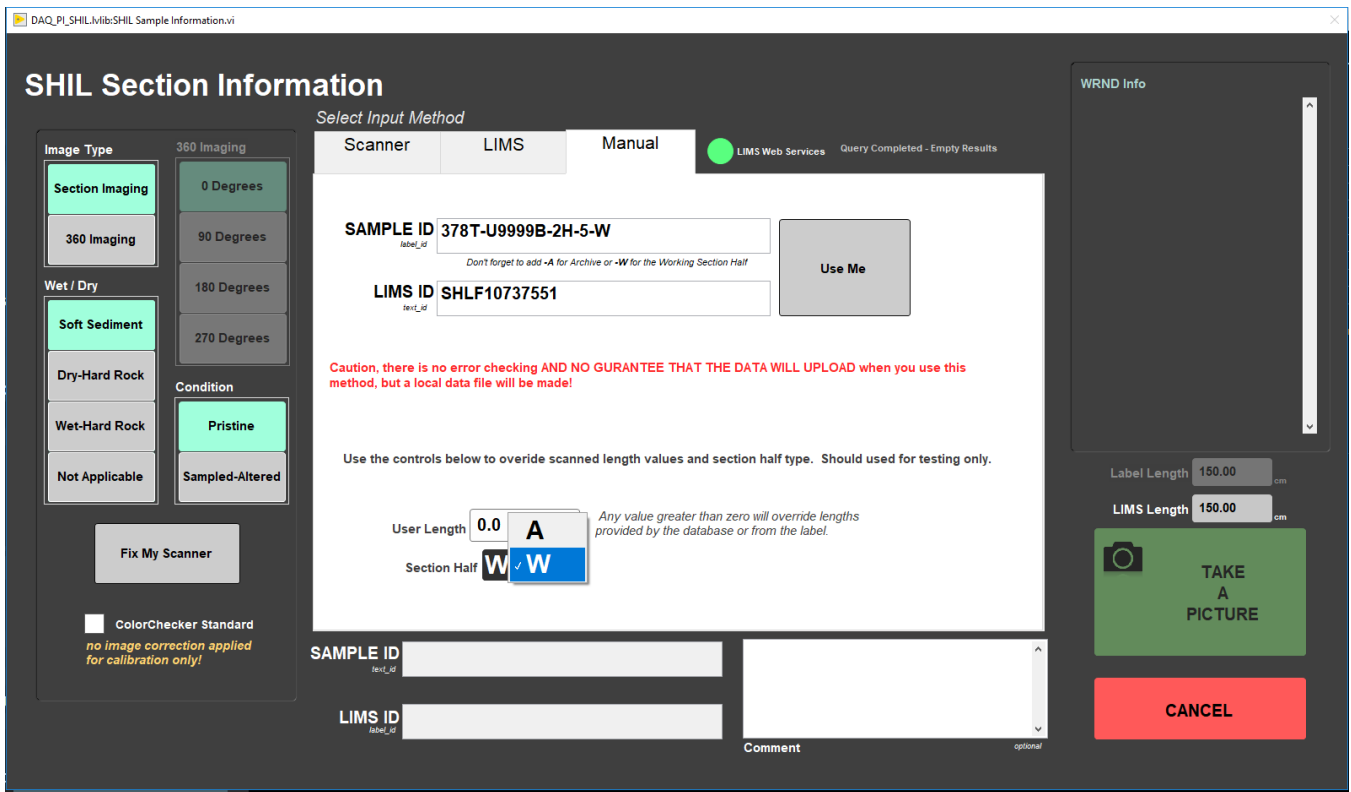 DAQ_PI_SHIL.lvlib:SHIL Sample Information.vi
SHIL Section Information
Select Input Method
Scanner
LIMS
Manual
LIMS Web Services
Query Completed - Empty Results
Image Type
Section Imaging
360 Imaging
360 Imaging
0 Degrees
90 Degrees
180 Degrees
270 Degrees
Wet / Dry
Soft Sediment
Dry-Hard Rock
Wet-Hard Rock
Not Applicable
Condition
Pristine
Sampled-Altered
Fix My Scanner
ColorChecker Standard
no image correction applied
for calibration only!
SAMPLE ID
label_id
378T-U9999B-2H-5-W
Don't forget to add -A for Archive or -W for the Working Section Half
LIMS ID
text_id
SHLF10737551
Use Me
Caution, there is no error checking AND NO GURANTEE THAT THE DATA WILL UPLOAD when you use this
method, but a local data file will be made!
Use the controls below to overide scanned length values and section half type. Should used for testing only.
User Length
0.0
Any value greater than zero will override lengths
provided by the database or from the label.
Section Half
W
A
✓ W
SAMPLE ID
text_id
LIMS ID
label_id
Comment
optional
WRND Info
Label Length
150.00
cm
LIMS Length
150.00
cm
TAKE
A
PICTURE
CANCEL